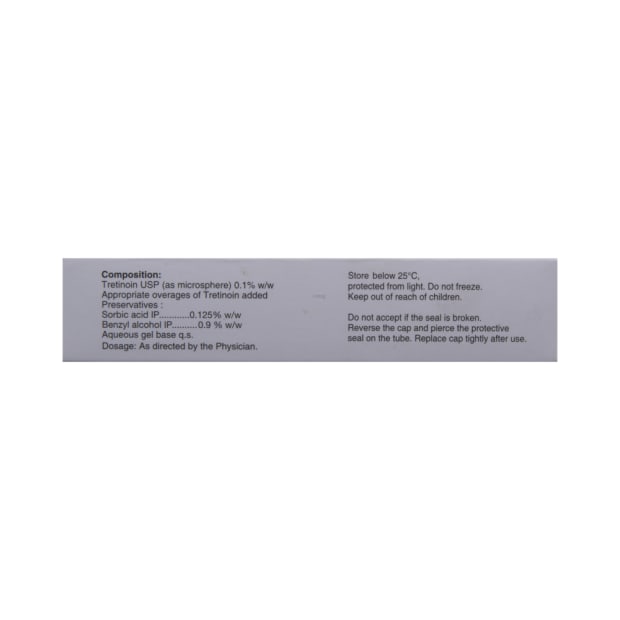 Composition:
Tretinoin USP (as microsphere) 0.1% w/w
Appropriate overages of Tretinoin added
Preservatives :
Sorbic acid IP............0.125% w/w
Benzyl alcohol IP..........0.9 % w/w
Aqueous gel base q.s.
Dosage: As directed by the Physician.
Store below 25°C,
protected from light. Do not freeze.
Keep out of reach of children.
Do not accept if the seal is broken.
Reverse the cap and pierce the protective
seal on the tube. Replace cap tightly after use.